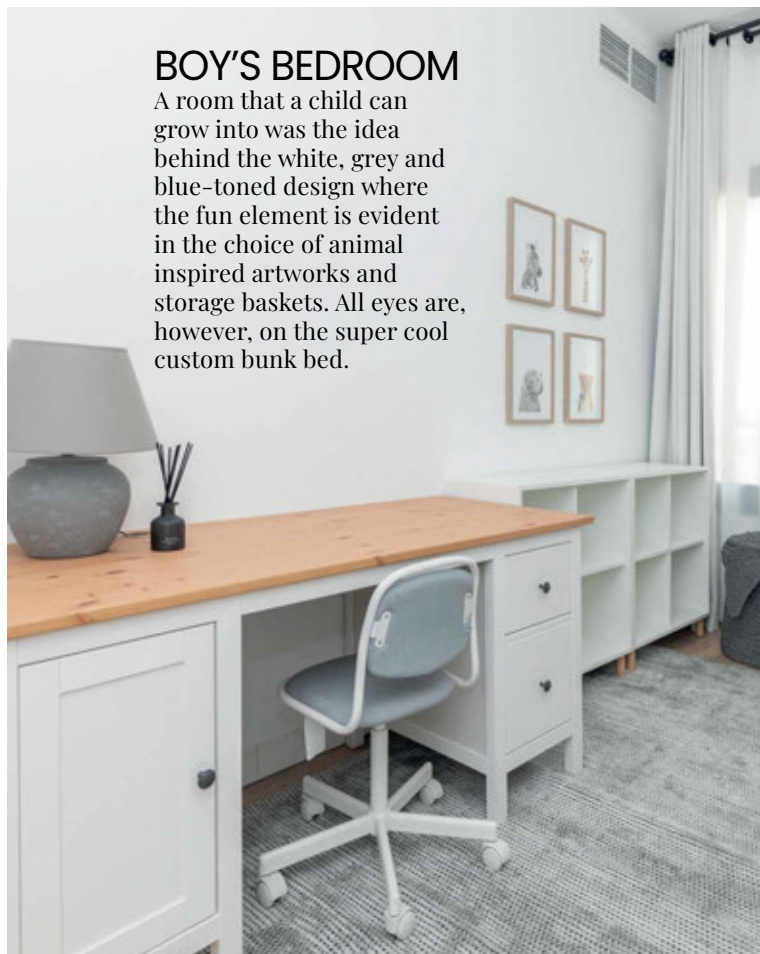 BOY’S BEDROOM
A room that a child can
grow into was the idea
behind the white, grey and
blue-toned design where
the fun element is evident
in the choice of animal
inspired artworks and
storage baskets. All eyes are,
however, on the super cool
custom bunk bed.